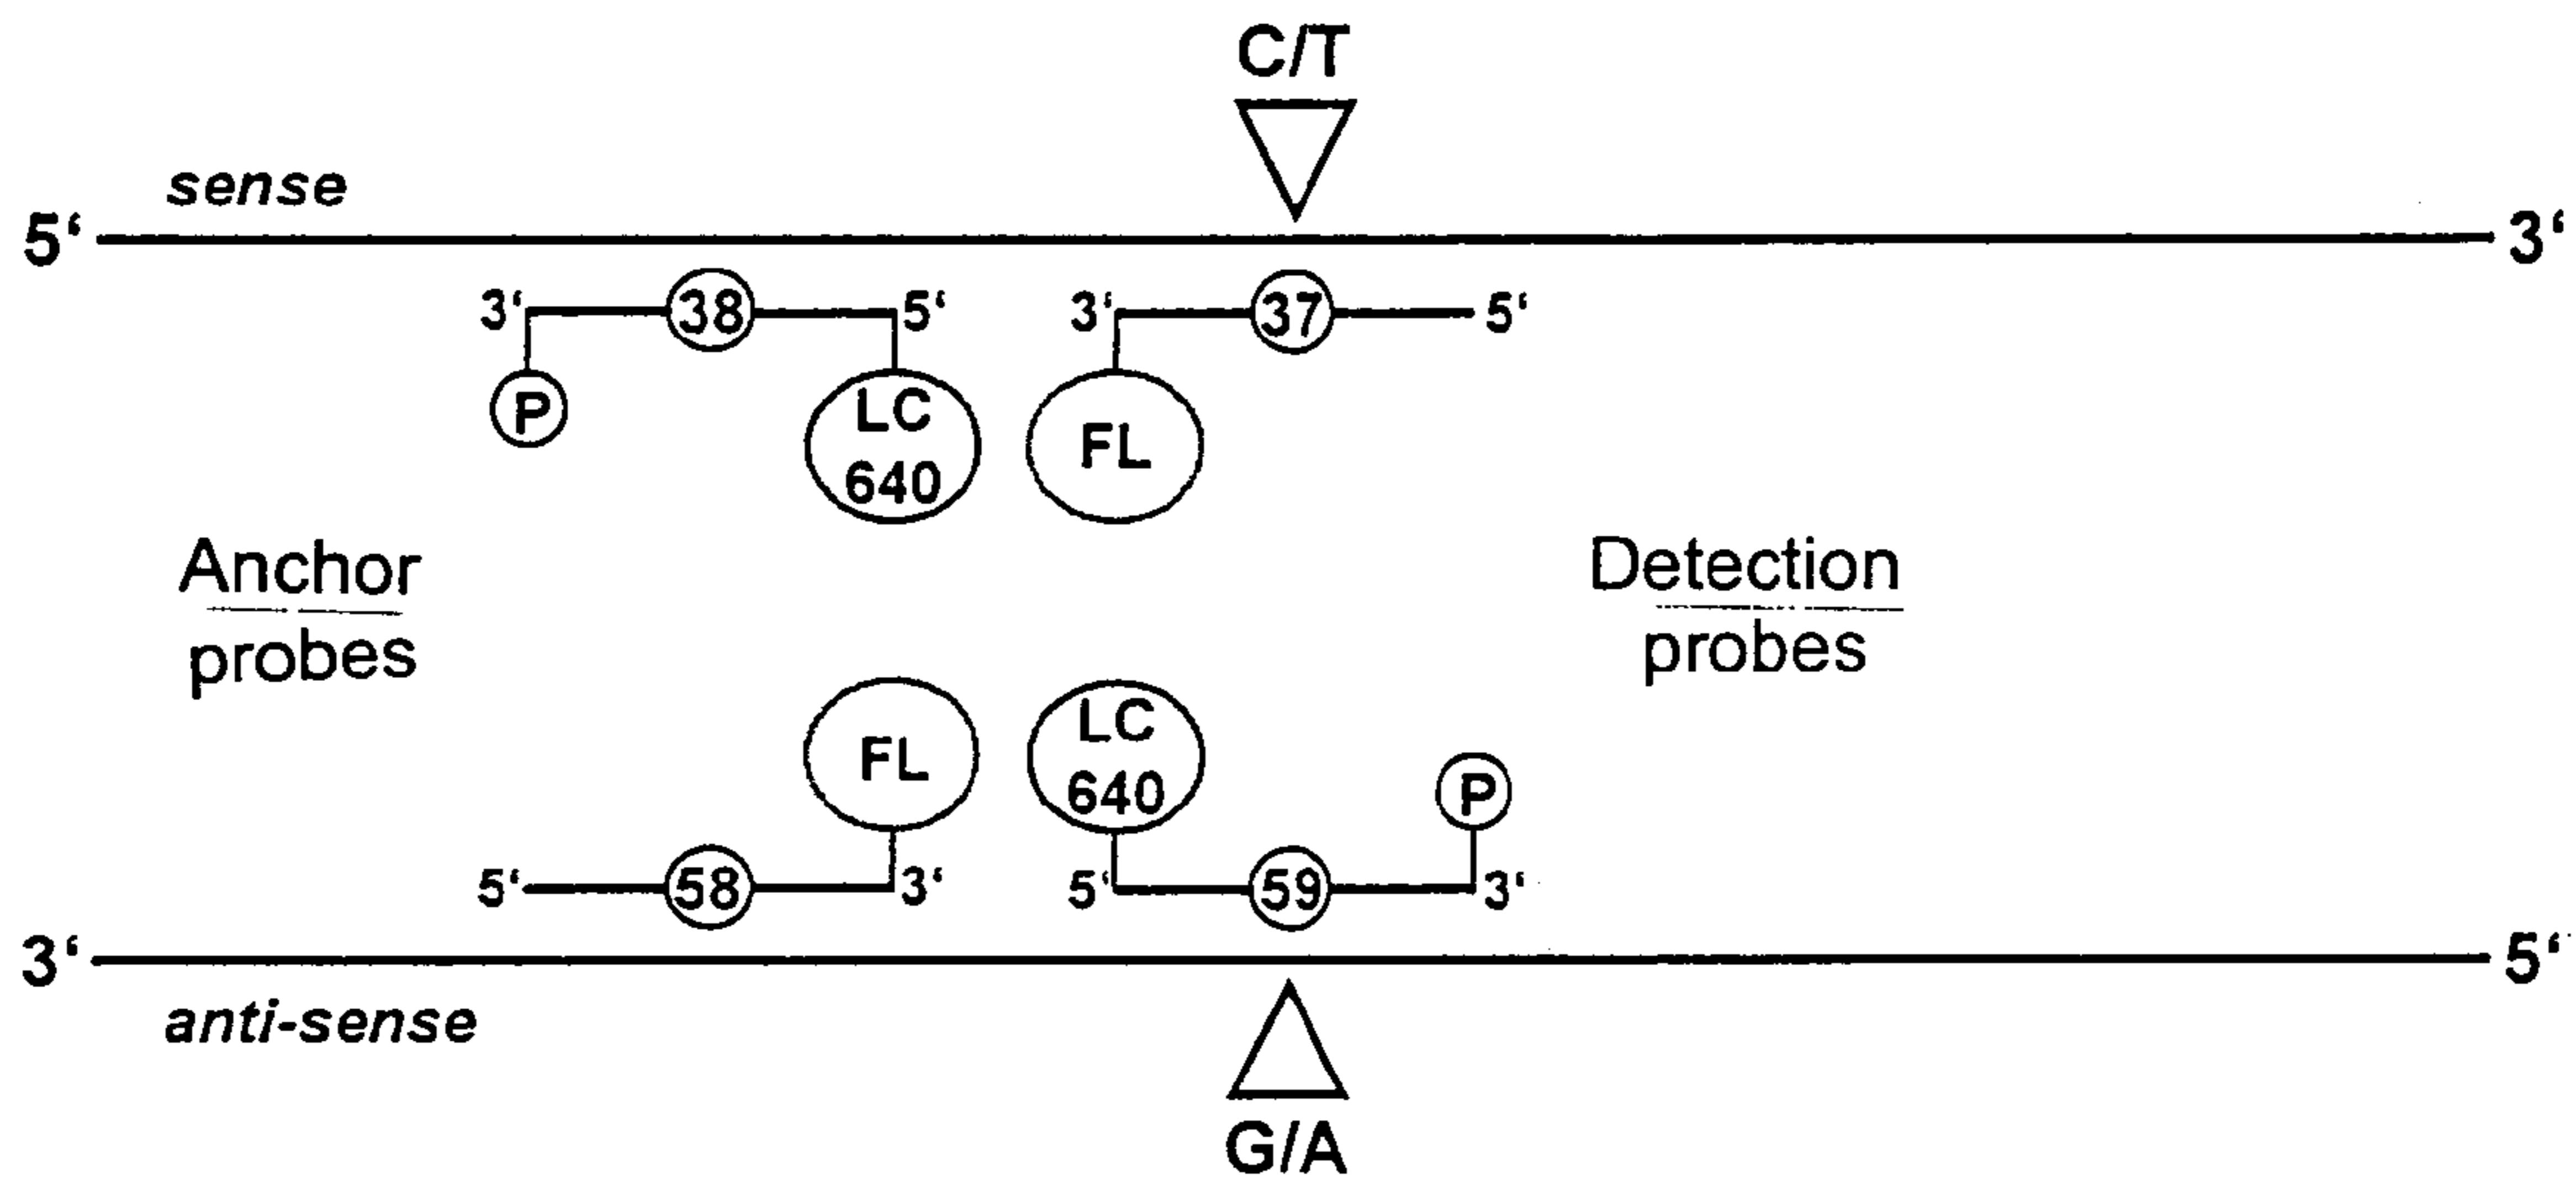 C/T
sense
5‘ 3‘
3‘ 38 5‘ 3‘ 37 5‘
P LC 640 FL
Anchor probes
Detection probes
FL LC 640 P
5‘ 58 3‘ 5‘ 59 3‘
3‘ 5‘
anti-sense
G/A